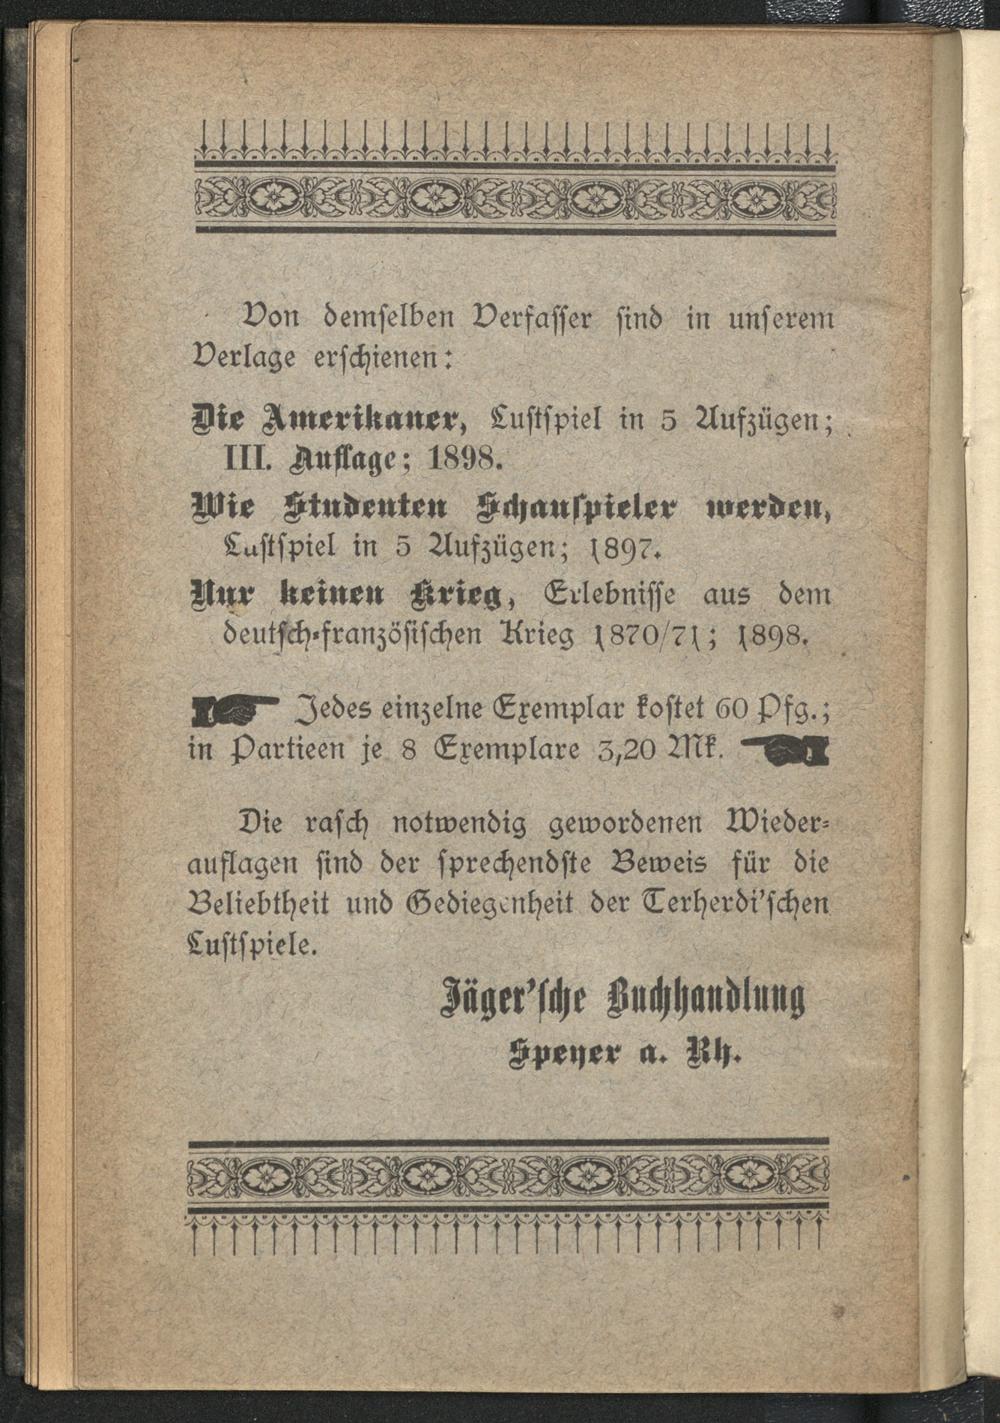 Von demselben Verfasser sind in unserem
Verlage erschienen:
Die Amerikaner, Lustspiel in 5 Aufzügen;
III. Auflage; 1898.
Wie Studenten Schauspieler werden,
Lustspiel in 5 Aufzügen; 1897.
Nur keinen Krieg, Erlebnisse aus dem
deutsch-französischen Krieg 1870/71; 1898.
Jedes einzelne Exemplar kostet 60 Pfg.;
in Partieen je 8 Exemplare 3,20 Mk.
Die rasch notwendig gewordenen Wieder-
auflagen sind der sprechendste Beweis für die
Beliebtheit und Gediegenheit der Terherdi'schen
Lustspiele.
Jäger'sche Buchhandlung
Speyer a. Rh.